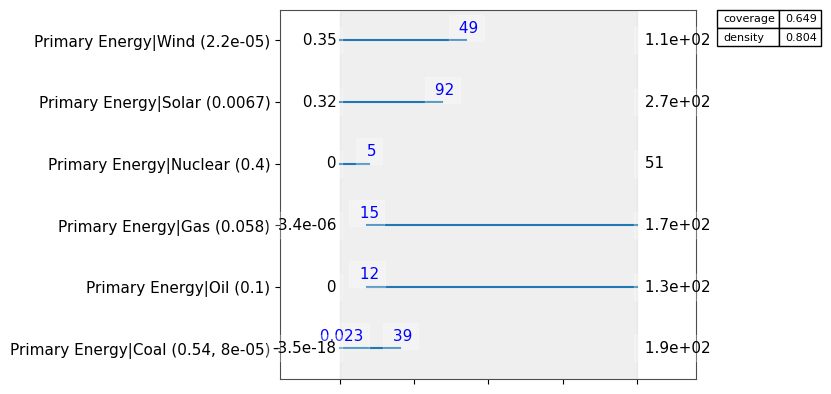 coverage 0.649
density 0.804
Primary Energy|Wind (2.2e-05) 0.35 49 1.1e+02
Primary Energy|Solar (0.0067) 0.32 92 2.7e+02
Primary Energy|Nuclear (0.4) 0 5 51
Primary Energy|Gas (0.058) 3.4e-06 15 1.7e+02
Primary Energy|Oil (0.1) 0 12 1.3e+02
Primary Energy|Coal (0.54, 8e-05) -3.5e-18 0.023 39 1.9e+02